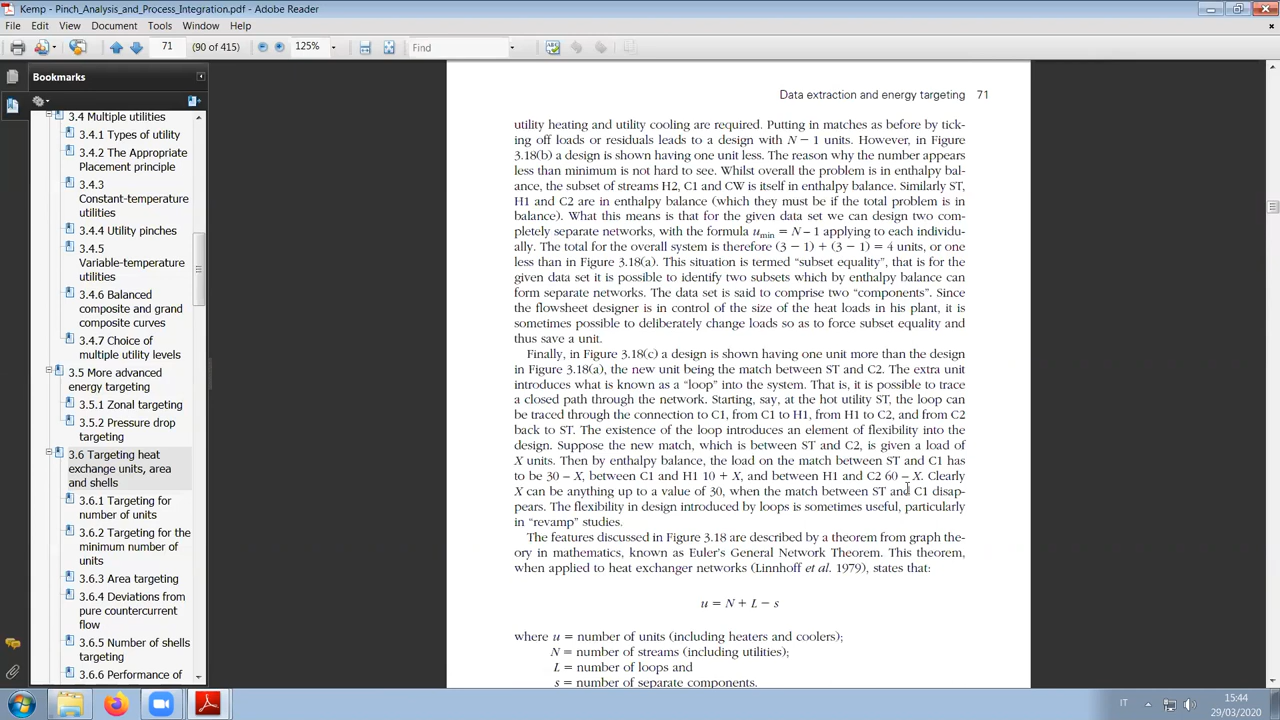 Kemp - Pinch_Analysis_and_Process_Integration.pdf - Adobe Reader
File Edit View Document Tools Window Help
71 (90 of 415) 125% Find
Bookmarks
3.4 Multiple utilities
3.4.1 Types of utility
3.4.2 The Appropriate
Placement principle
3.4.3
Constant-temperature
utilities
3.4.4 Utility pinches
3.4.5
Variable-temperature
utilities
3.4.6 Balanced
composite and grand
composite curves
3.4.7 Choice of
multiple utility levels
3.5 More advanced
energy targeting
3.5.1 Zonal targeting
3.5.2 Pressure drop
targeting
3.6 Targeting heat
exchange units, area
and shells
3.6.1 Targeting for
number of units
3.6.2 Targeting for the
minimum number of
units
3.6.3 Area targeting
3.6.4 Deviations from
pure countercurrent
flow
3.6.5 Number of shells
targeting
3.6.6 Performance of
Data extraction and energy targeting 71
utility heating and utility cooling are required. Putting in matches as before by tick-
ing off loads or residuals leads to a design with N – 1 units. However, in Figure
3.18(b) a design is shown having one unit less. The reason why the number appears
less than minimum is not hard to see. Whilst overall the problem is in enthalpy bal-
ance, the subset of streams H2, C1 and CW is itself in enthalpy balance. Similarly ST,
H1 and C2 are in enthalpy balance (which they must be if the total problem is in
balance). What this means is that for the given data set we can design two com-
pletely separate networks, with the formula umin = N – 1 applying to each individu-
ally. The total for the overall system is therefore (3 – 1) + (3 – 1) = 4 units, or one
less than in Figure 3.18(a). This situation is termed “subset equality”, that is for the
given data set it is possible to identify two subsets which by enthalpy balance can
form separate networks. The data set is said to comprise two “components”. Since
the flowsheet designer is in control of the size of the heat loads in his plant, it is
sometimes possible to deliberately change loads so as to force subset equality and
thus save a unit.
Finally, in Figure 3.18(c) a design is shown having one unit more than the design
in Figure 3.18(a), the new unit being the match between ST and C2. The extra unit
introduces what is known as a “loop” into the system. That is, it is possible to trace
a closed path through the network. Starting, say, at the hot utility ST, the loop can
be traced through the connection to C1, from C1 to H1, from H1 to C2, and from C2
back to ST. The existence of the loop introduces an element of flexibility into the
design. Suppose the new match, which is between ST and C2, is given a load of
X units. Then by enthalpy balance, the load on the match between ST and C1 has
to be 30 – X, between C1 and H1 10 + X, and between H1 and C2 60 – X. Clearly
X can be anything up to a value of 30, when the match between ST and C1 disap-
pears. The flexibility in design introduced by loops is sometimes useful, particularly
in “revamp” studies.
The features discussed in Figure 3.18 are described by a theorem from graph the-
ory in mathematics, known as Euler's General Network Theorem. This theorem,
when applied to heat exchanger networks (Linnhoff et al. 1979), states that:
u = N + L – s
where u = number of units (including heaters and coolers);
N = number of streams (including utilities);
L = number of loops and
s = number of separate components.
IT
15:44
29/03/2020